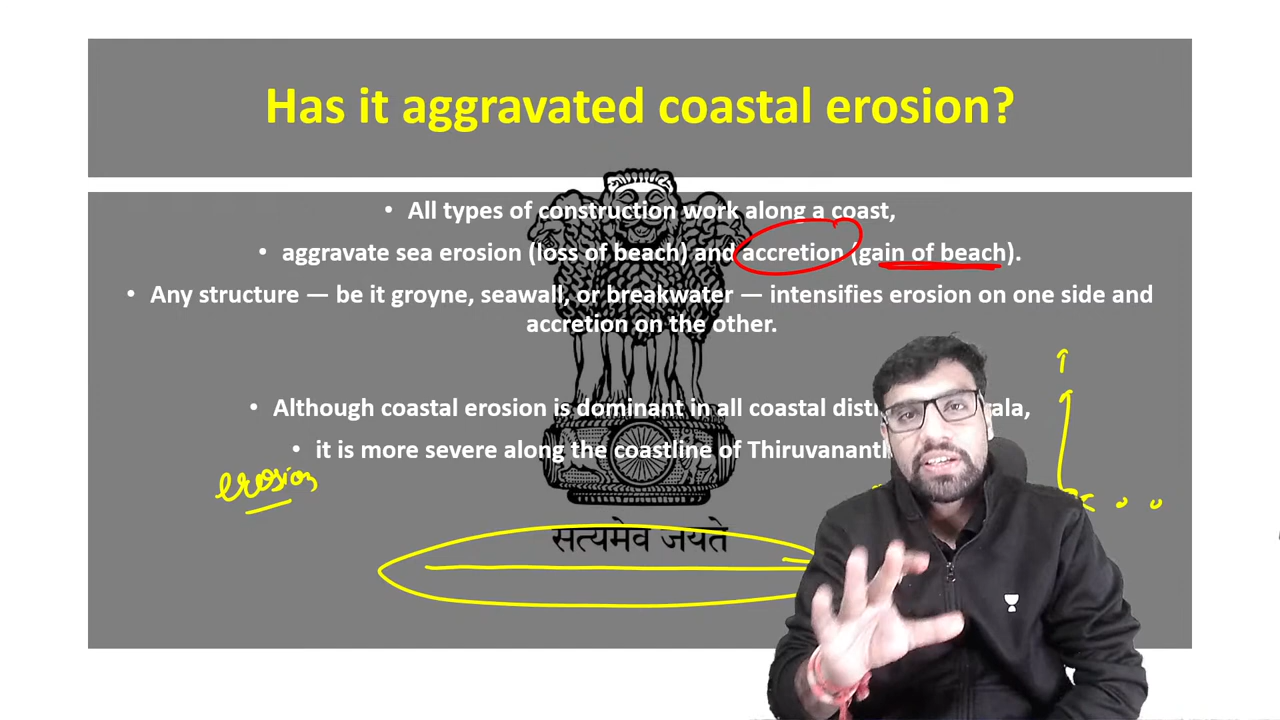 Has it aggravated coastal erosion?
• All types of construction work along a coast,
• aggravate sea erosion (loss of beach) and accretion (gain of beach).
• Any structure — be it groyne, seawall, or breakwater — intensifies erosion on one side and
accretion on the other.
• Although coastal erosion is dominant in all coastal
• it is more severe along the coastline of
erosion
सत्यमेव जयते